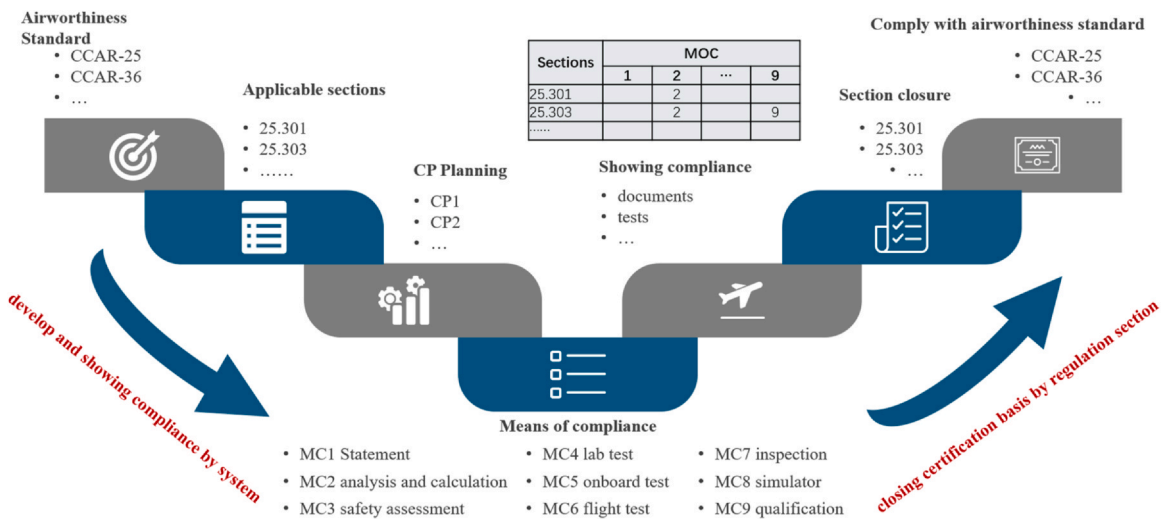 Airworthiness
Standard
• CCAR-25
• CCAR-36
• …
Applicable sections
• 25.301
• 25.303
• ……
CP Planning
• CP1
• CP2
• …
Sections MOC
1 2 … 9
25.301 2
25.303 2 9
……
Showing compliance
• documents
• tests
• …
Section closure
• 25.301
• 25.303
• …
Comply with airworthiness standard
• CCAR-25
• CCAR-36
• …
develop and showing compliance by system
closing certification basis by regulation section
Means of compliance
• MC1 Statement
• MC2 analysis and calculation
• MC3 safety assessment
• MC4 lab test
• MC5 onboard test
• MC6 flight test
• MC7 inspection
• MC8 simulator
• MC9 qualification